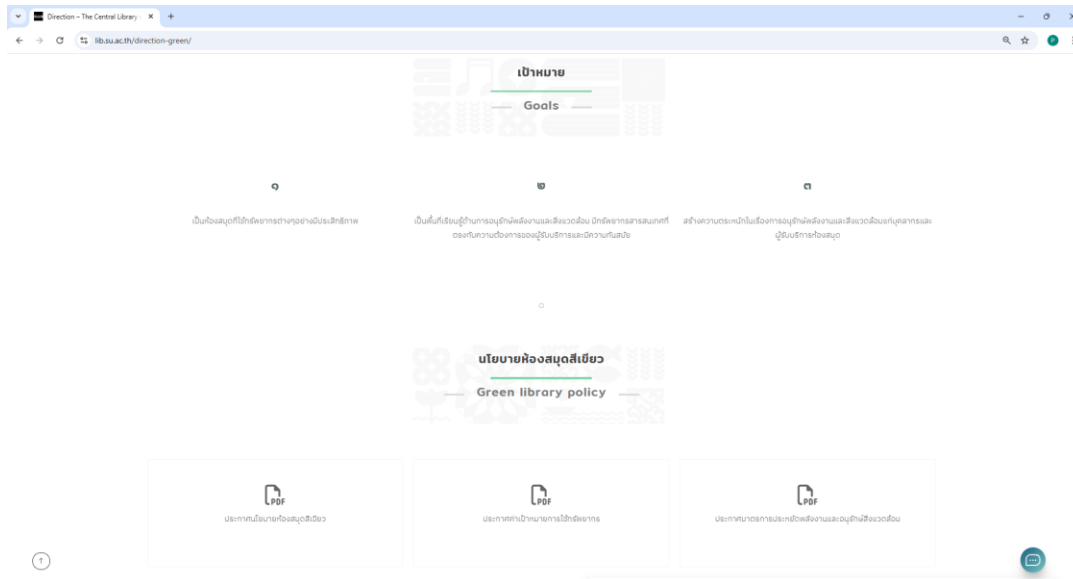 Direction – The Central Library
lib.su.ac.th/direction-green/
เป้าหมาย
Goals
๑
๒
๓
เป็นห้องสมุดที่ใช้ทรัพยากรต่างๆอย่างมีประสิทธิภาพ
เป็นพื้นที่เรียนรู้ด้านการอนุรักษ์พลังงานและสิ่งแวดล้อม มีทรัพยากรสารสนเทศที่
ตรงกับความต้องการของผู้รับบริการและมีความทันสมัย
สร้างความตระหนักในเรื่องการอนุรักษ์พลังงานและสิ่งแวดล้อมแก่บุคลากรและ
ผู้รับบริการห้องสมุด
นโยบายห้องสมุดสีเขียว
Green library policy
PDF
PDF
PDF
ประกาศนโยบายห้องสมุดสีเขียว
ประกาศค่าเป้าหมายการใช้ทรัพยากร
ประกาศมาตรการประหยัดพลังงานและอนุรักษ์สิ่งแวดล้อม